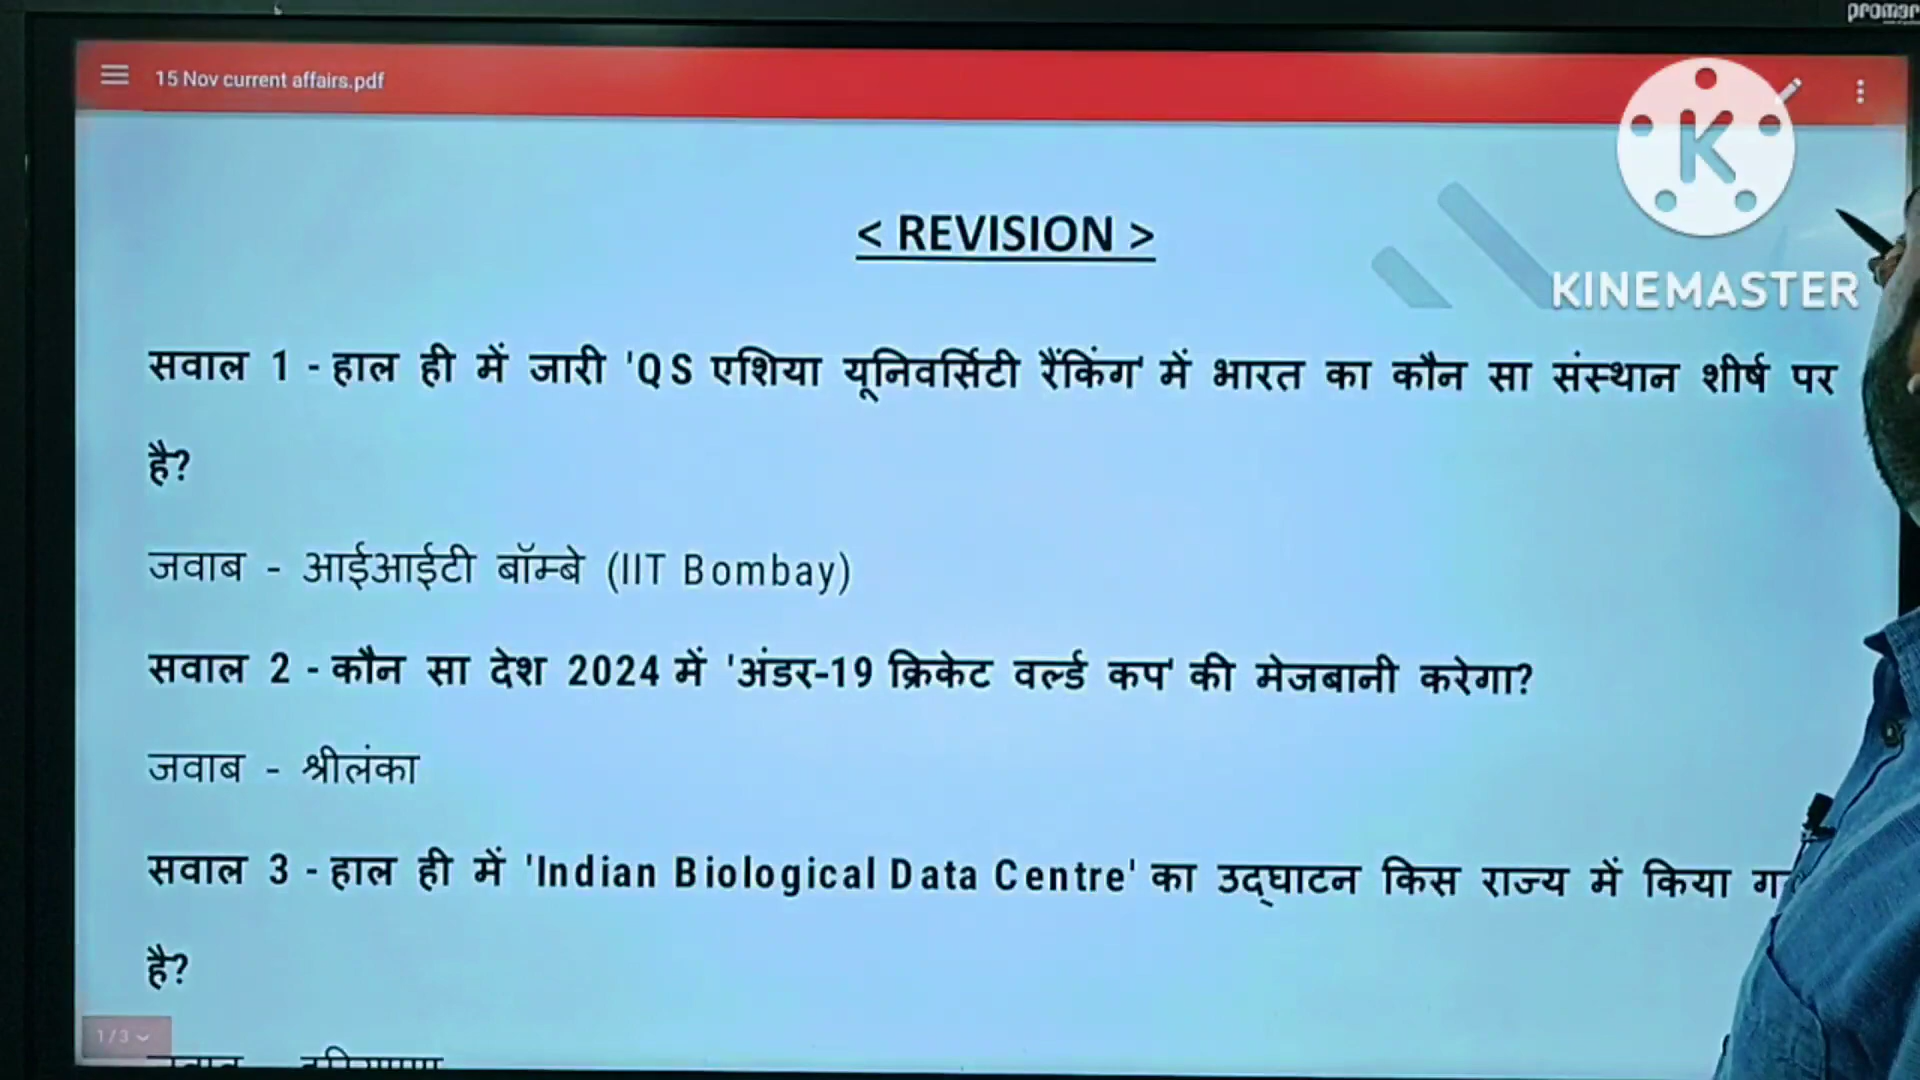 promar
15 Nov current affairs.pdf
K
KINEMASTER
< REVISION >
सवाल 1 - हाल ही में जारी 'QS एशिया यूनिवर्सिटी रैंकिंग' में भारत का कौन सा संस्थान शीर्ष पर
है?
जवाब - आईआईटी बॉम्बे (IIT Bombay)
सवाल 2 - कौन सा देश 2024 में 'अंडर-19 क्रिकेट वर्ल्ड कप' की मेजबानी करेगा?
जवाब - श्रीलंका
सवाल 3 - हाल ही में 'Indian Biological Data Centre' का उद्घाटन किस राज्य में किया
है?
1/3